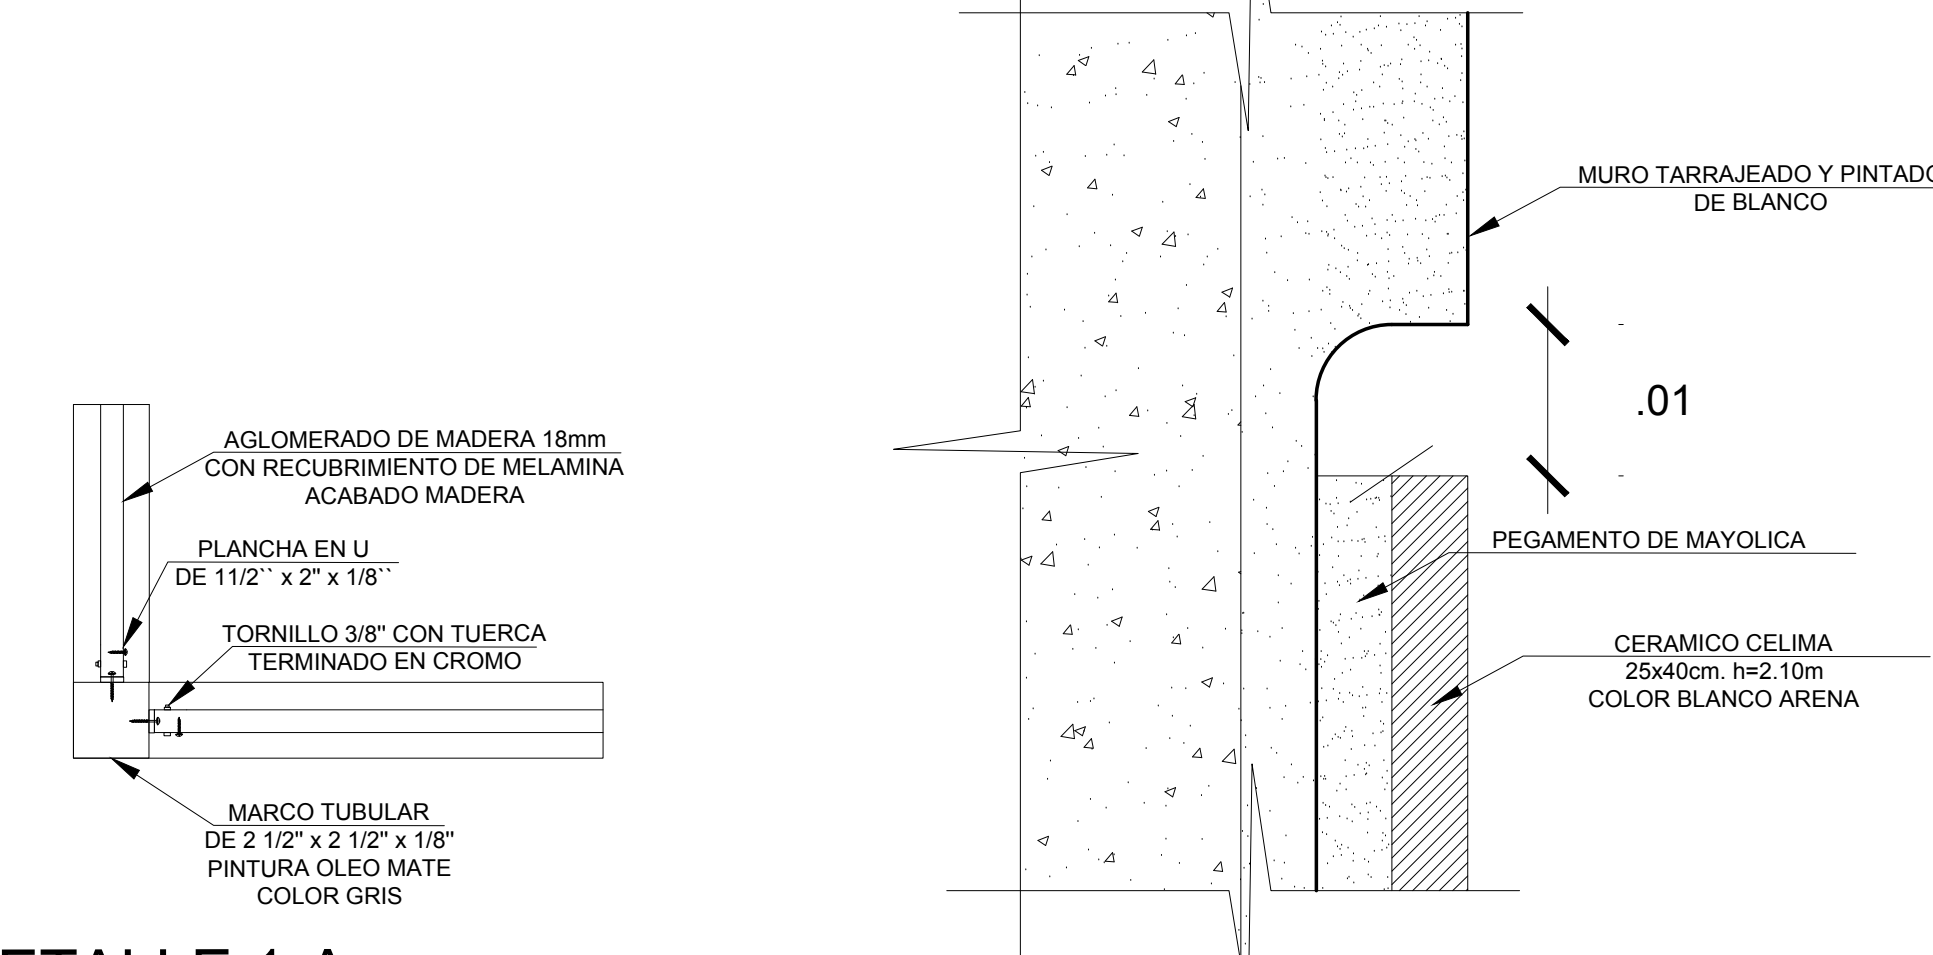 AGLOMERADO DE MADERA 18mm
CON RECUBRIMIENTO DE MELAMINA
ACABADO MADERA
PLANCHA EN U
DE 11/2`` x 2" x 1/8``
TORNILLO 3/8" CON TUERCA
TERMINADO EN CROMO
MARCO TUBULAR
DE 2 1/2" x 2 1/2" x 1/8"
PINTURA OLEO MATE
COLOR GRIS
MURO TARRAJEADO Y PINTADO
DE BLANCO
.01
PEGAMENTO DE MAYOLICA
CERAMICO CELIMA
25x40cm. h=2.10m
COLOR BLANCO ARENA